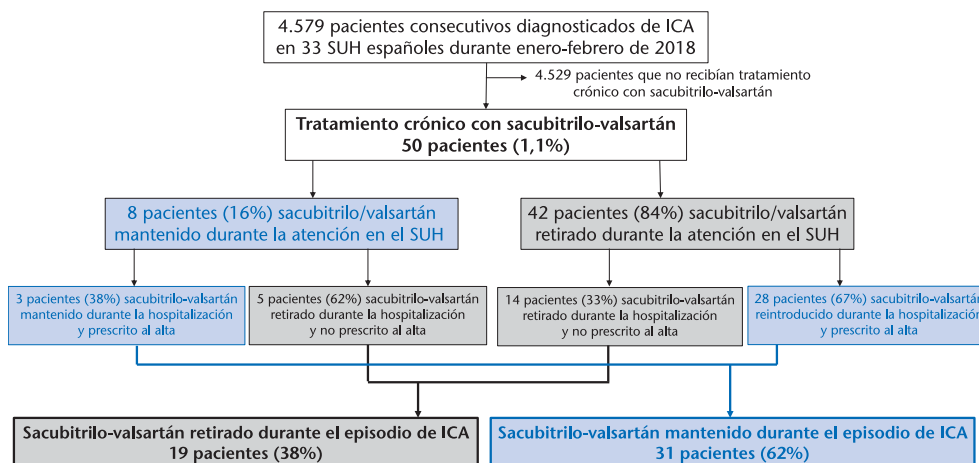 4.579 pacientes consecutivos diagnosticados de ICA
en 33 SUH españoles durante enero-febrero de 2018
4.529 pacientes que no recibían tratamiento
crónico con sacubitrilo-valsartán
Tratamiento crónico con sacubitrilo-valsartán
50 pacientes (1,1%)
8 pacientes (16%) sacubitrilo/valsartán
mantenido durante la atención en el SUH
42 pacientes (84%) sacubitrilo/valsartán
retirado durante la atención en el SUH
3 pacientes (38%) sacubitrilo-valsartán
mantenido durante la hospitalización
y prescrito al alta
5 pacientes (62%) sacubitrilo-valsartán
retirado durante la hospitalización
y no prescrito al alta
14 pacientes (33%) sacubitrilo-valsartán
retirado durante la hospitalización
y no prescrito al alta
28 pacientes (67%) sacubitrilo-valsartán
reintroducido durante la hospitalización
y prescrito al alta
Sacubitrilo-valsartán retirado durante el episodio de ICA
19 pacientes (38%)
Sacubitrilo-valsartán mantenido durante el episodio de ICA
31 pacientes (62%)